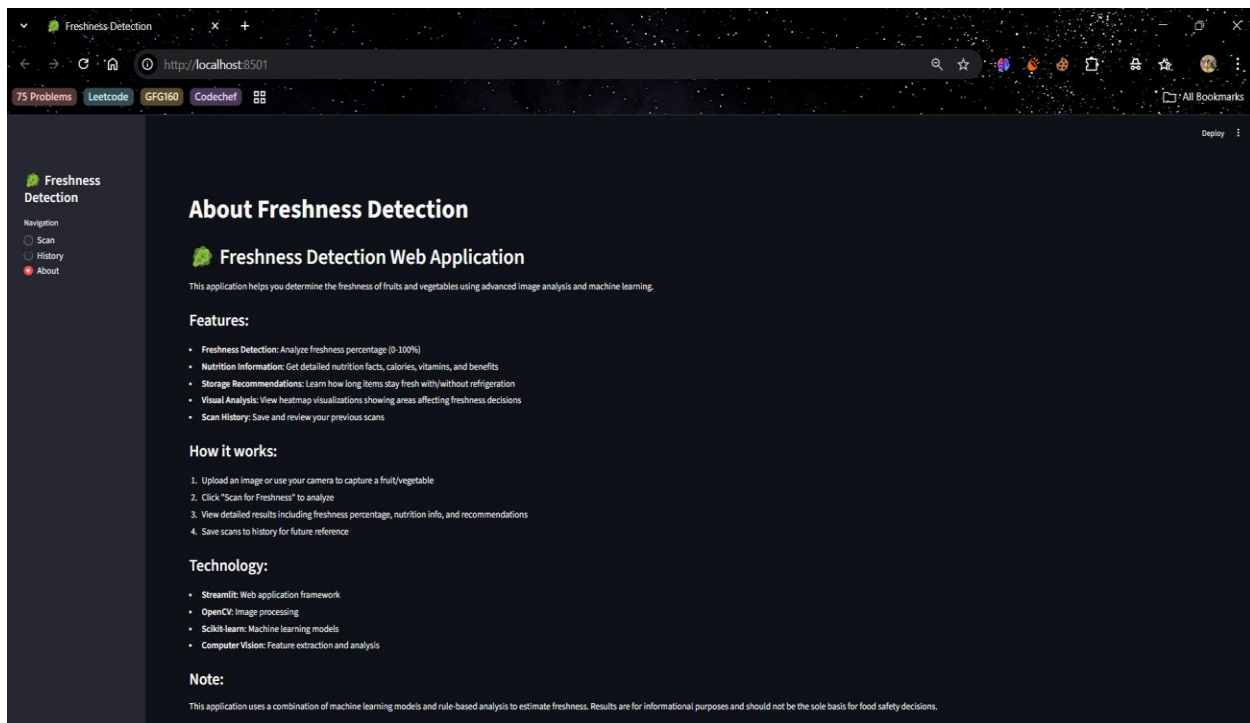 Freshness Detection
http://localhost:8501
75 Problems
Leetcode
GFG160
Codechef
All Bookmarks
Deploy
Freshness
Detection
Navigation
Scan
History
About
About Freshness Detection
Freshness Detection Web Application
This application helps you determine the freshness of fruits and vegetables using advanced image analysis and machine learning.
Features:
• Freshness Detection: Analyze freshness percentage (0-100%)
• Nutrition Information: Get detailed nutrition facts, calories, vitamins, and benefits
• Storage Recommendations: Learn how long items stay fresh with/without refrigeration
• Visual Analysis: View heatmap visualizations showing areas affecting freshness decisions
• Scan History: Save and review your previous scans
How it works:
1. Upload an image or use your camera to capture a fruit/vegetable
2. Click "Scan for Freshness" to analyze
3. View detailed results including freshness percentage, nutrition info, and recommendations
4. Save scans to history for future reference
Technology:
• Streamlit: Web application framework
• OpenCV: Image processing
• Scikit-learn: Machine learning models
• Computer Vision: Feature extraction and analysis
Note:
This application uses a combination of machine learning models and rule-based analysis to estimate freshness. Results are for informational purposes and should not be the sole basis for food safety decisions.